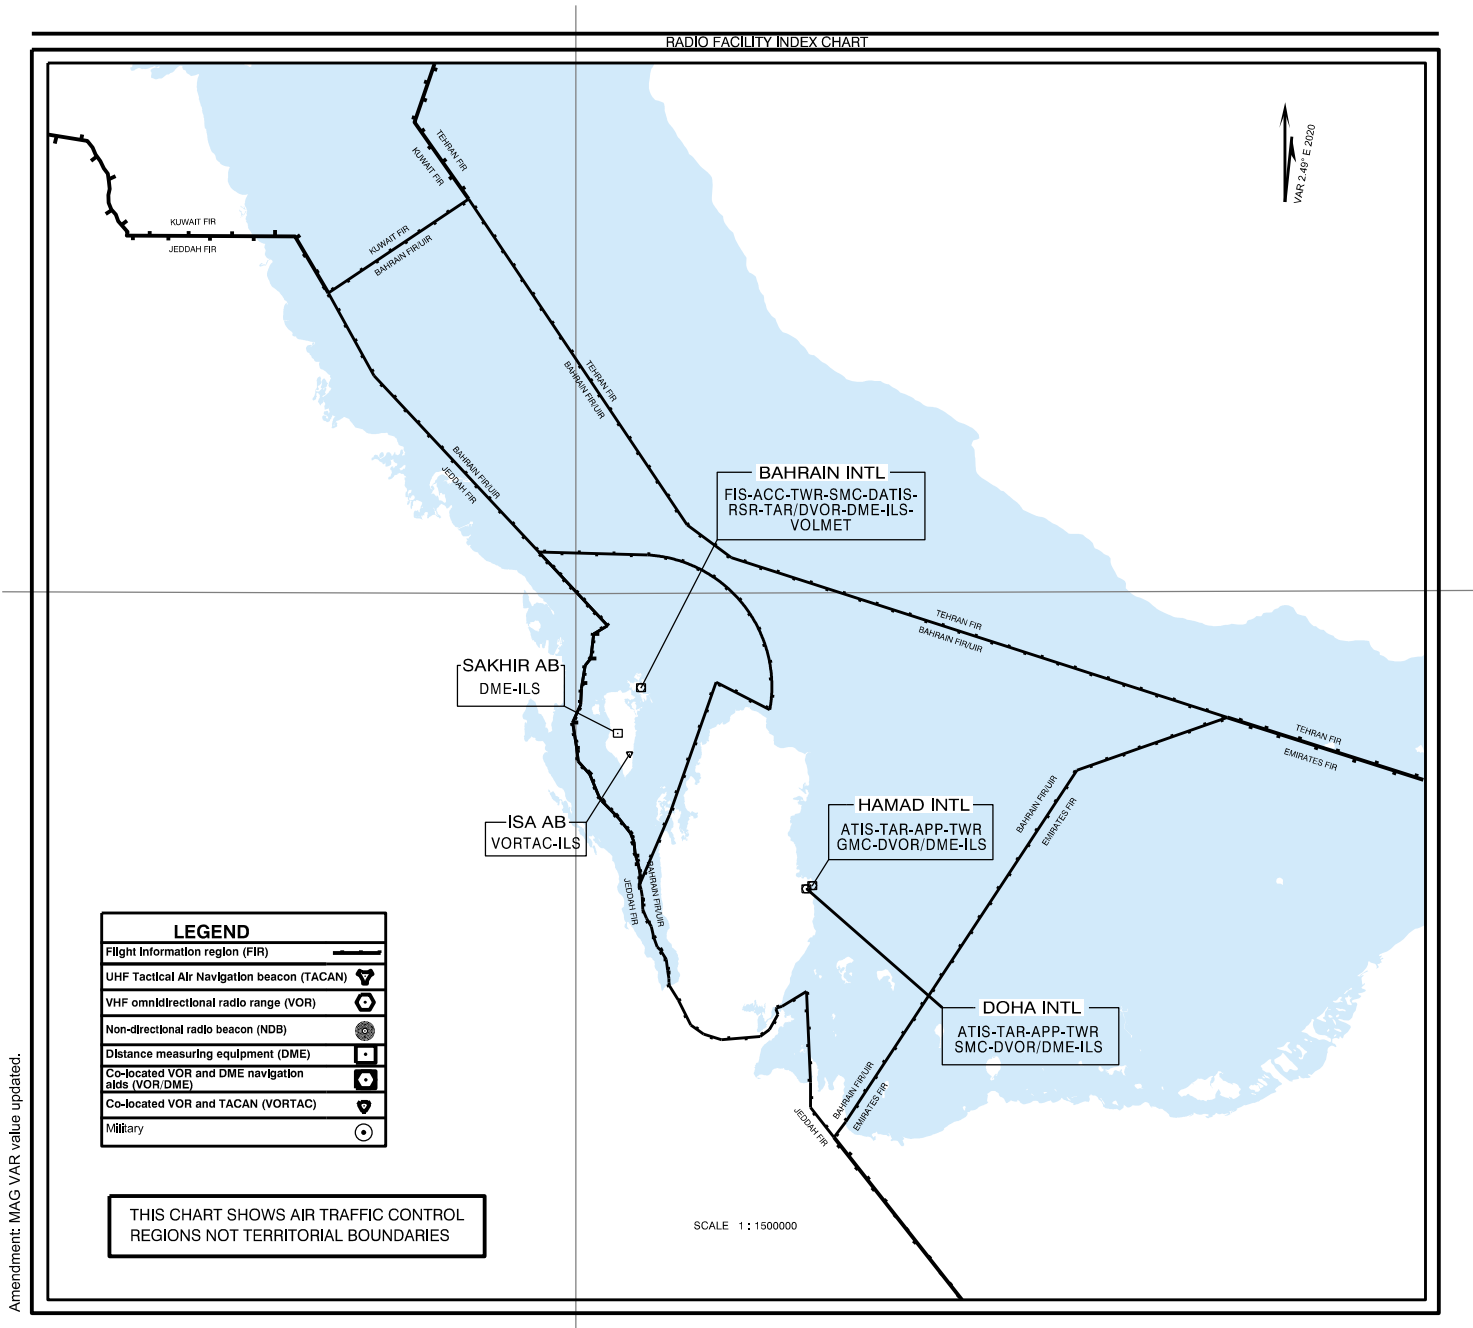 RADIO FACILITY INDEX CHART
VAR 2.49° E 2020
TEHRAN FIR
KUWAIT FIR
KUWAIT FIR
JEDDAH FIR
KUWAIT FIR
BAHRAIN FIR/UIR
TEHRAN FIR
BAHRAIN FIR/UIR
BAHRAIN FIR/UIR
JEDDAH FIR
BAHRAIN INTL
FIS-ACC-TWR-SMC-DATIS-
RSR-TAR/DVOR-DME-ILS-
VOLMET
TEHRAN FIR
BAHRAIN FIR/UIR
SAKHIR AB
DME-ILS
TEHRAN FIR
EMIRATES FIR
ISA AB
VORTAC-ILS
HAMAD INTL
ATIS-TAR-APP-TWR
GMC-DVOR/DME-ILS
BAHRAIN FIR/UIR
EMIRATES FIR
BAHRAIN FIR/UIR
JEDDAH FIR
DOHA INTL
ATIS-TAR-APP-TWR
SMC-DVOR/DME-ILS
BAHRAIN FIR/UIR
EMIRATES FIR
JEDDAH FIR
LEGEND
Flight information region (FIR)
UHF Tactical Air Navigation beacon (TACAN)
VHF omnidirectional radio range (VOR)
Non-directional radio beacon (NDB)
Distance measuring equipment (DME)
Co-located VOR and DME navigation
aids (VOR/DME)
Co-located VOR and TACAN (VORTAC)
Military
THIS CHART SHOWS AIR TRAFFIC CONTROL
REGIONS NOT TERRITORIAL BOUNDARIES
SCALE 1 : 1500000
Amendment: MAG VAR value updated.